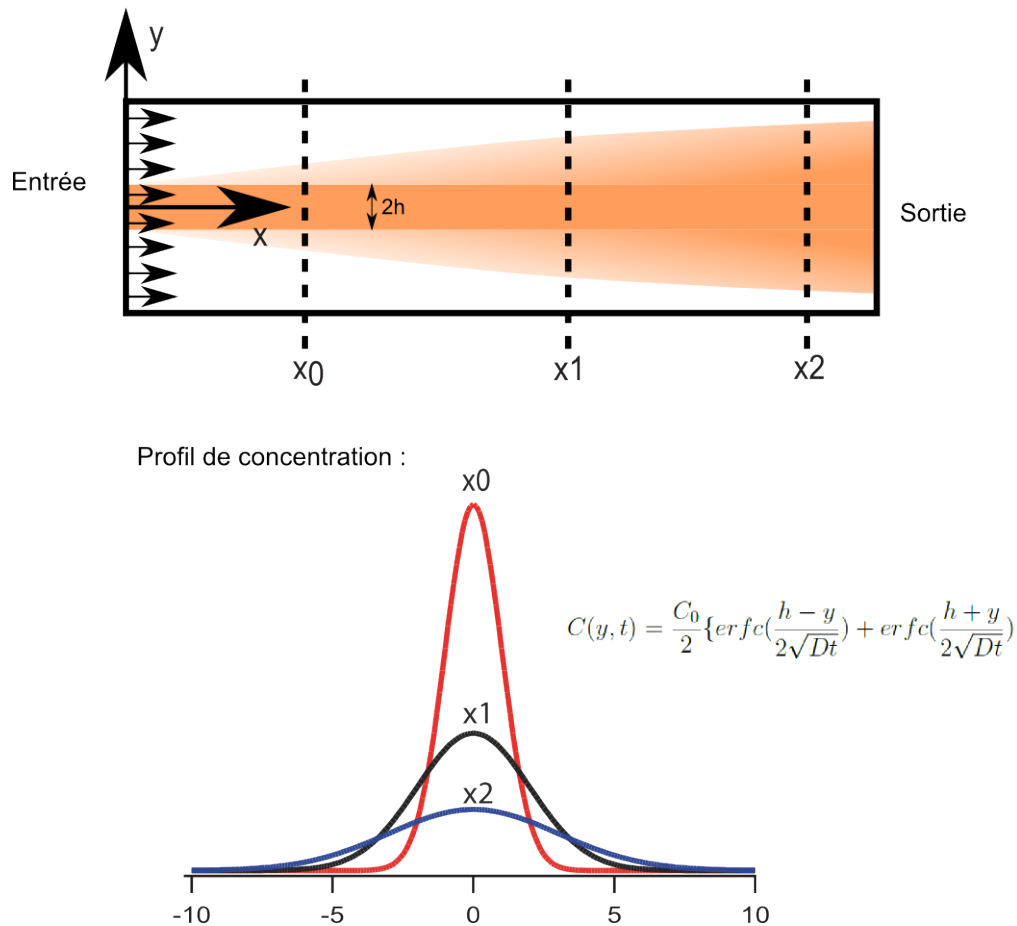 y
Entrée
2h
x
Sortie
x0 x1 x2
Profil de concentration :
x0
C(y, t) = C_0/2 {erfc(h − y / 2√Dt) + erfc(h + y / 2√Dt)
x1
x2
-10 -5 0 5 10